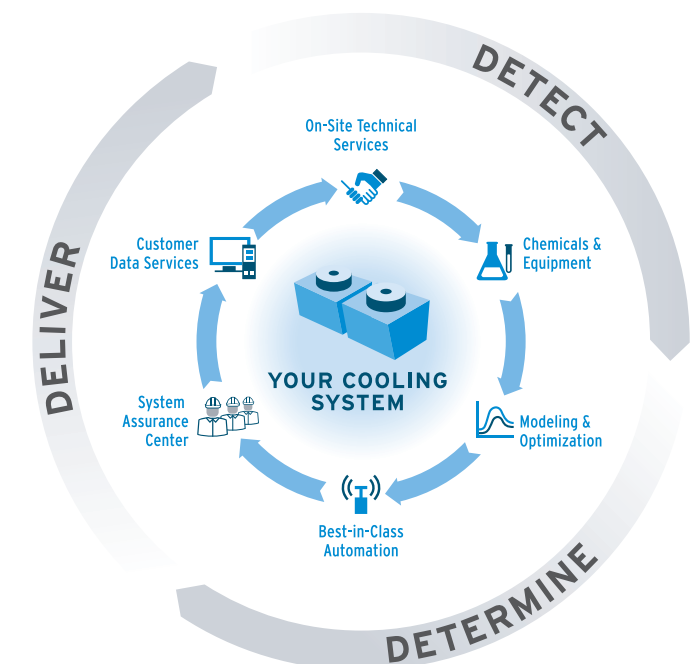 DETECT
On-Site Technical
Services
Chemicals &
Equipment
Modeling &
Optimization
Best-in-Class
Automation
System
Assurance
Center
Customer
Data Services
YOUR COOLING
SYSTEM
DETERMINE
DELIVER